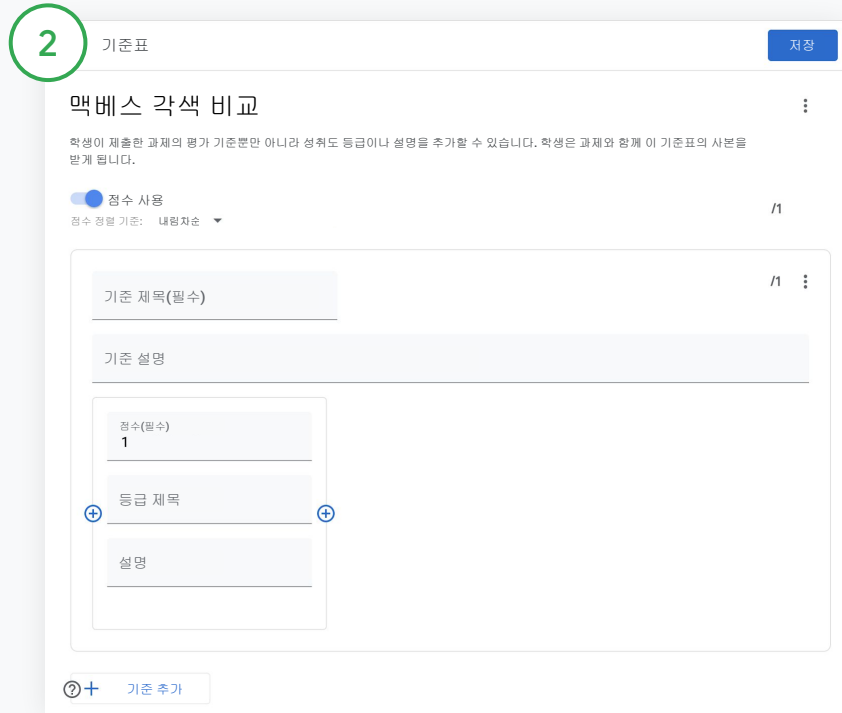 2
기준표
저장
맥베스 각색 비교
학생이 제출한 과제의 평가 기준뿐만 아니라 성취도 등급이나 설명을 추가할 수 있습니다. 학생은 과제와 함께 이 기준표의 사본을
받게 됩니다.
점수 사용
/1
점수 정렬 기준: 내림차순
/1
기준 제목(필수)
기준 설명
점수(필수)
1
등급 제목
설명
기준 추가